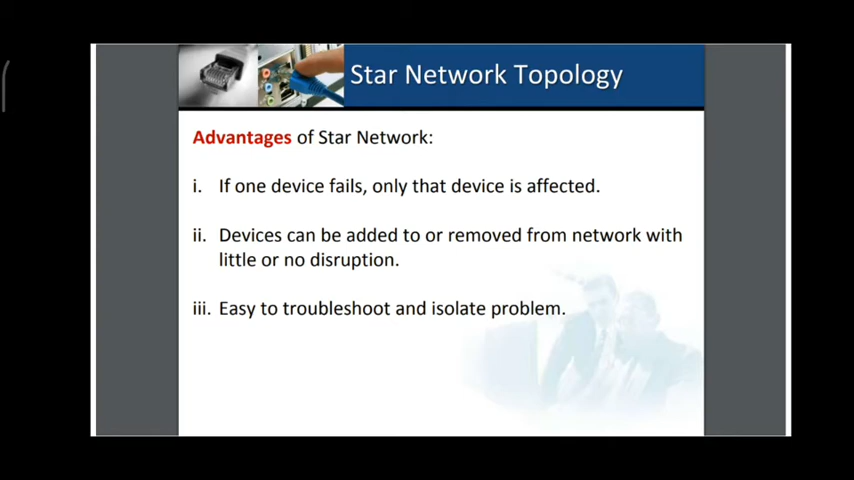 Star Network Topology
Advantages of Star Network:
i. If one device fails, only that device is affected.
ii. Devices can be added to or removed from network with
little or no disruption.
iii. Easy to troubleshoot and isolate problem.